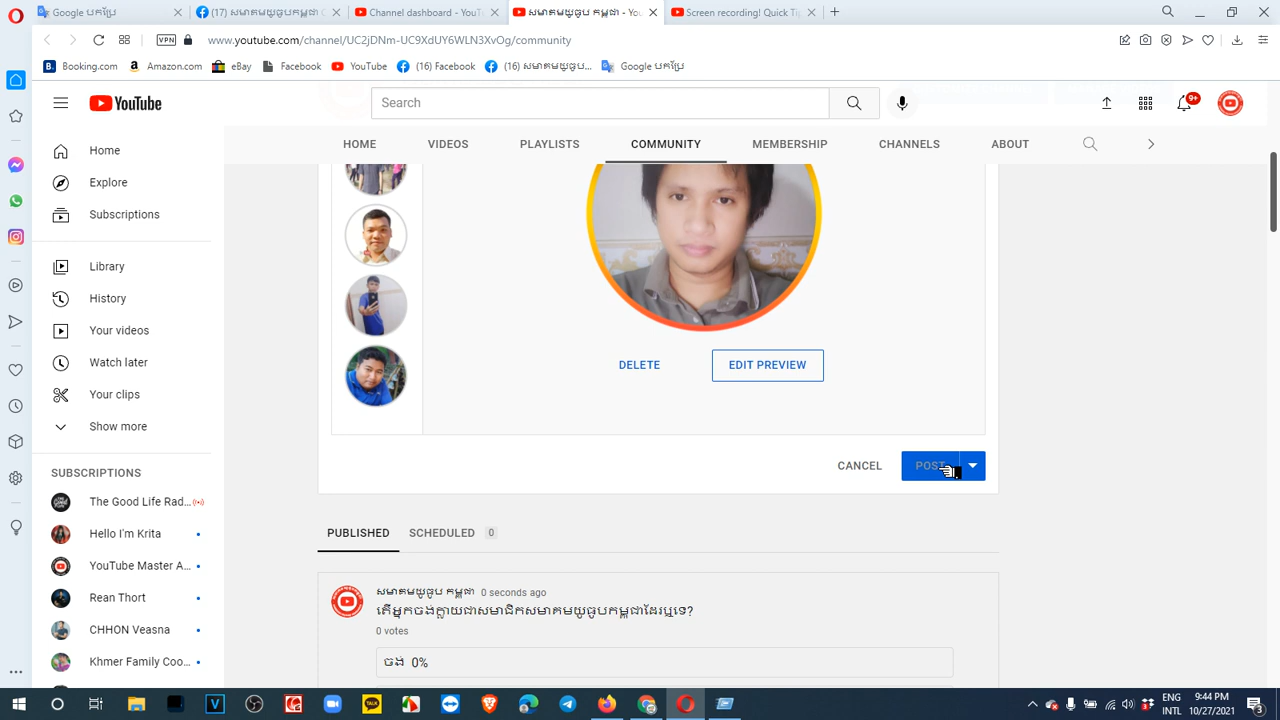 Google បកប្រែ
(17) សមាគមយូធូបកម្ពុជា C
Channel dashboard - YouT
សមាគមយូធូប កម្ពុជា - You
Screen recording! Quick Tip
VPN
www.youtube.com/channel/UC2jDNm-UC9XdUY6WLN3XvOg/community
Booking.com
Amazon.com
eBay
Facebook
YouTube
(16) Facebook
(16) សមាគមយូធូប...
Google បកប្រែ
YouTube
Search
9+
HOME
VIDEOS
PLAYLISTS
COMMUNITY
MEMBERSHIP
CHANNELS
ABOUT
Home
Explore
Subscriptions
Library
History
Your videos
Watch later
Your clips
Show more
SUBSCRIPTIONS
The Good Life Rad...
Hello I'm Krita
YouTube Master A...
Rean Thort
CHHON Veasna
Khmer Family Coo...
DELETE
EDIT PREVIEW
CANCEL
POST
PUBLISHED
SCHEDULED 0
សមាគមយូធូប កម្ពុជា 0 seconds ago
តើអ្នកចង់ក្លាយជាសមាជិកសមាគមយូធូបកម្ពុជាដែរឬទេ?
0 votes
ចង់ 0%
TALK
ENG
INTL
9:44 PM
10/27/2021
3